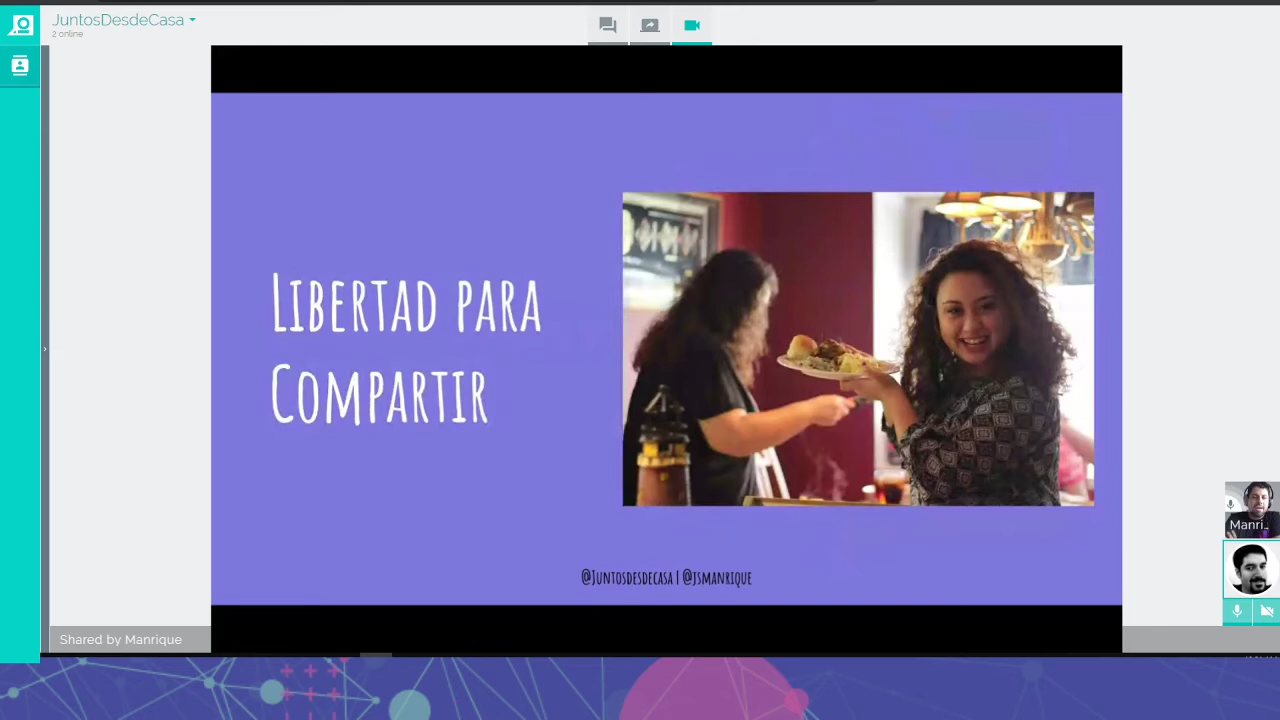 JuntosDesdeCasa
2 online
Libertad para
Compartir
@Juntosdesdecasa | @jsmanrique
Manri...
Shared by Manrique